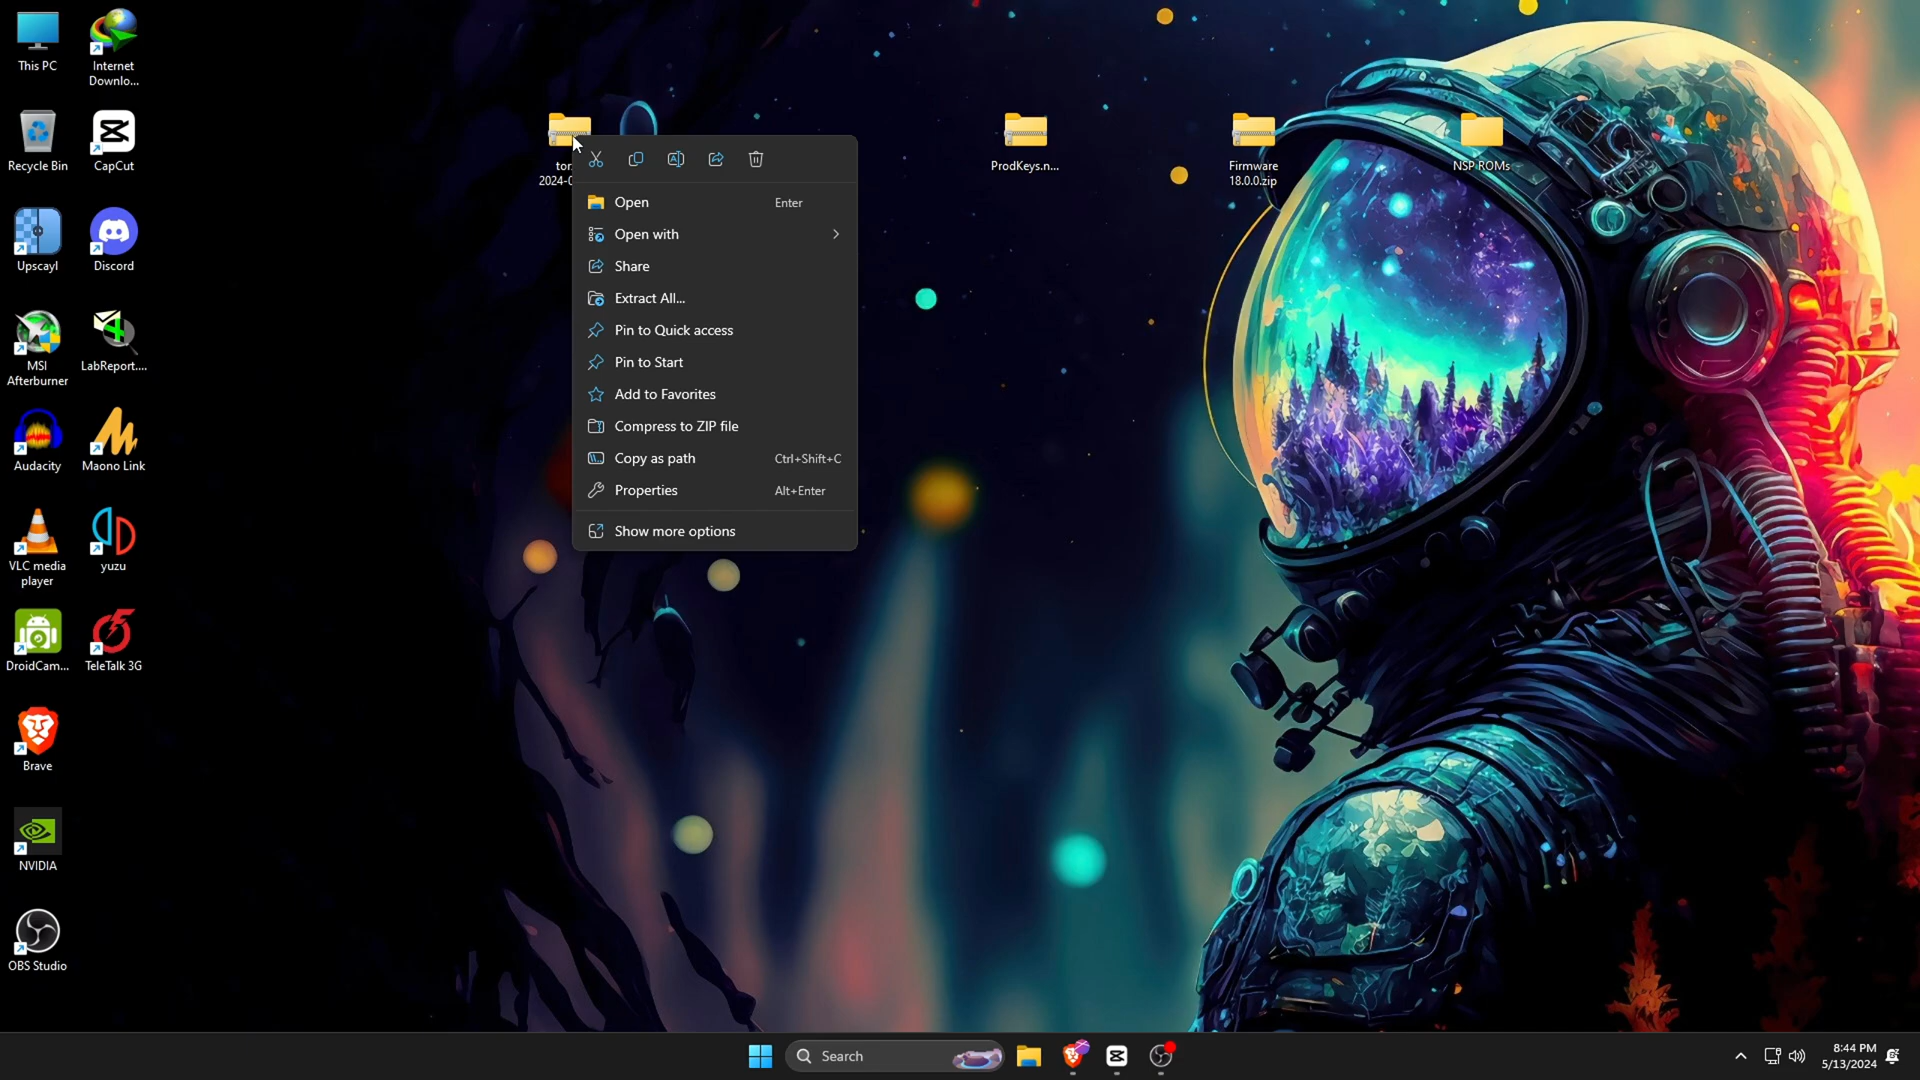 This PC
Internet
Downlo...
Recycle Bin
CapCut
Upscayl
Discord
MSI
Afterburner
LabReport....
Audacity
Maono Link
VLC media
player
yuzu
DroidCam...
TeleTalk 3G
Brave
NVIDIA
OBS Studio
ProdKeys.n...
Firmware
18.0.0.zip
NSP ROMs
Open Enter
Open with
Share
Extract All...
Pin to Quick access
Pin to Start
Add to Favorites
Compress to ZIP file
Copy as path Ctrl+Shift+C
Properties Alt+Enter
Show more options
Search
8:44 PM
5/13/2024